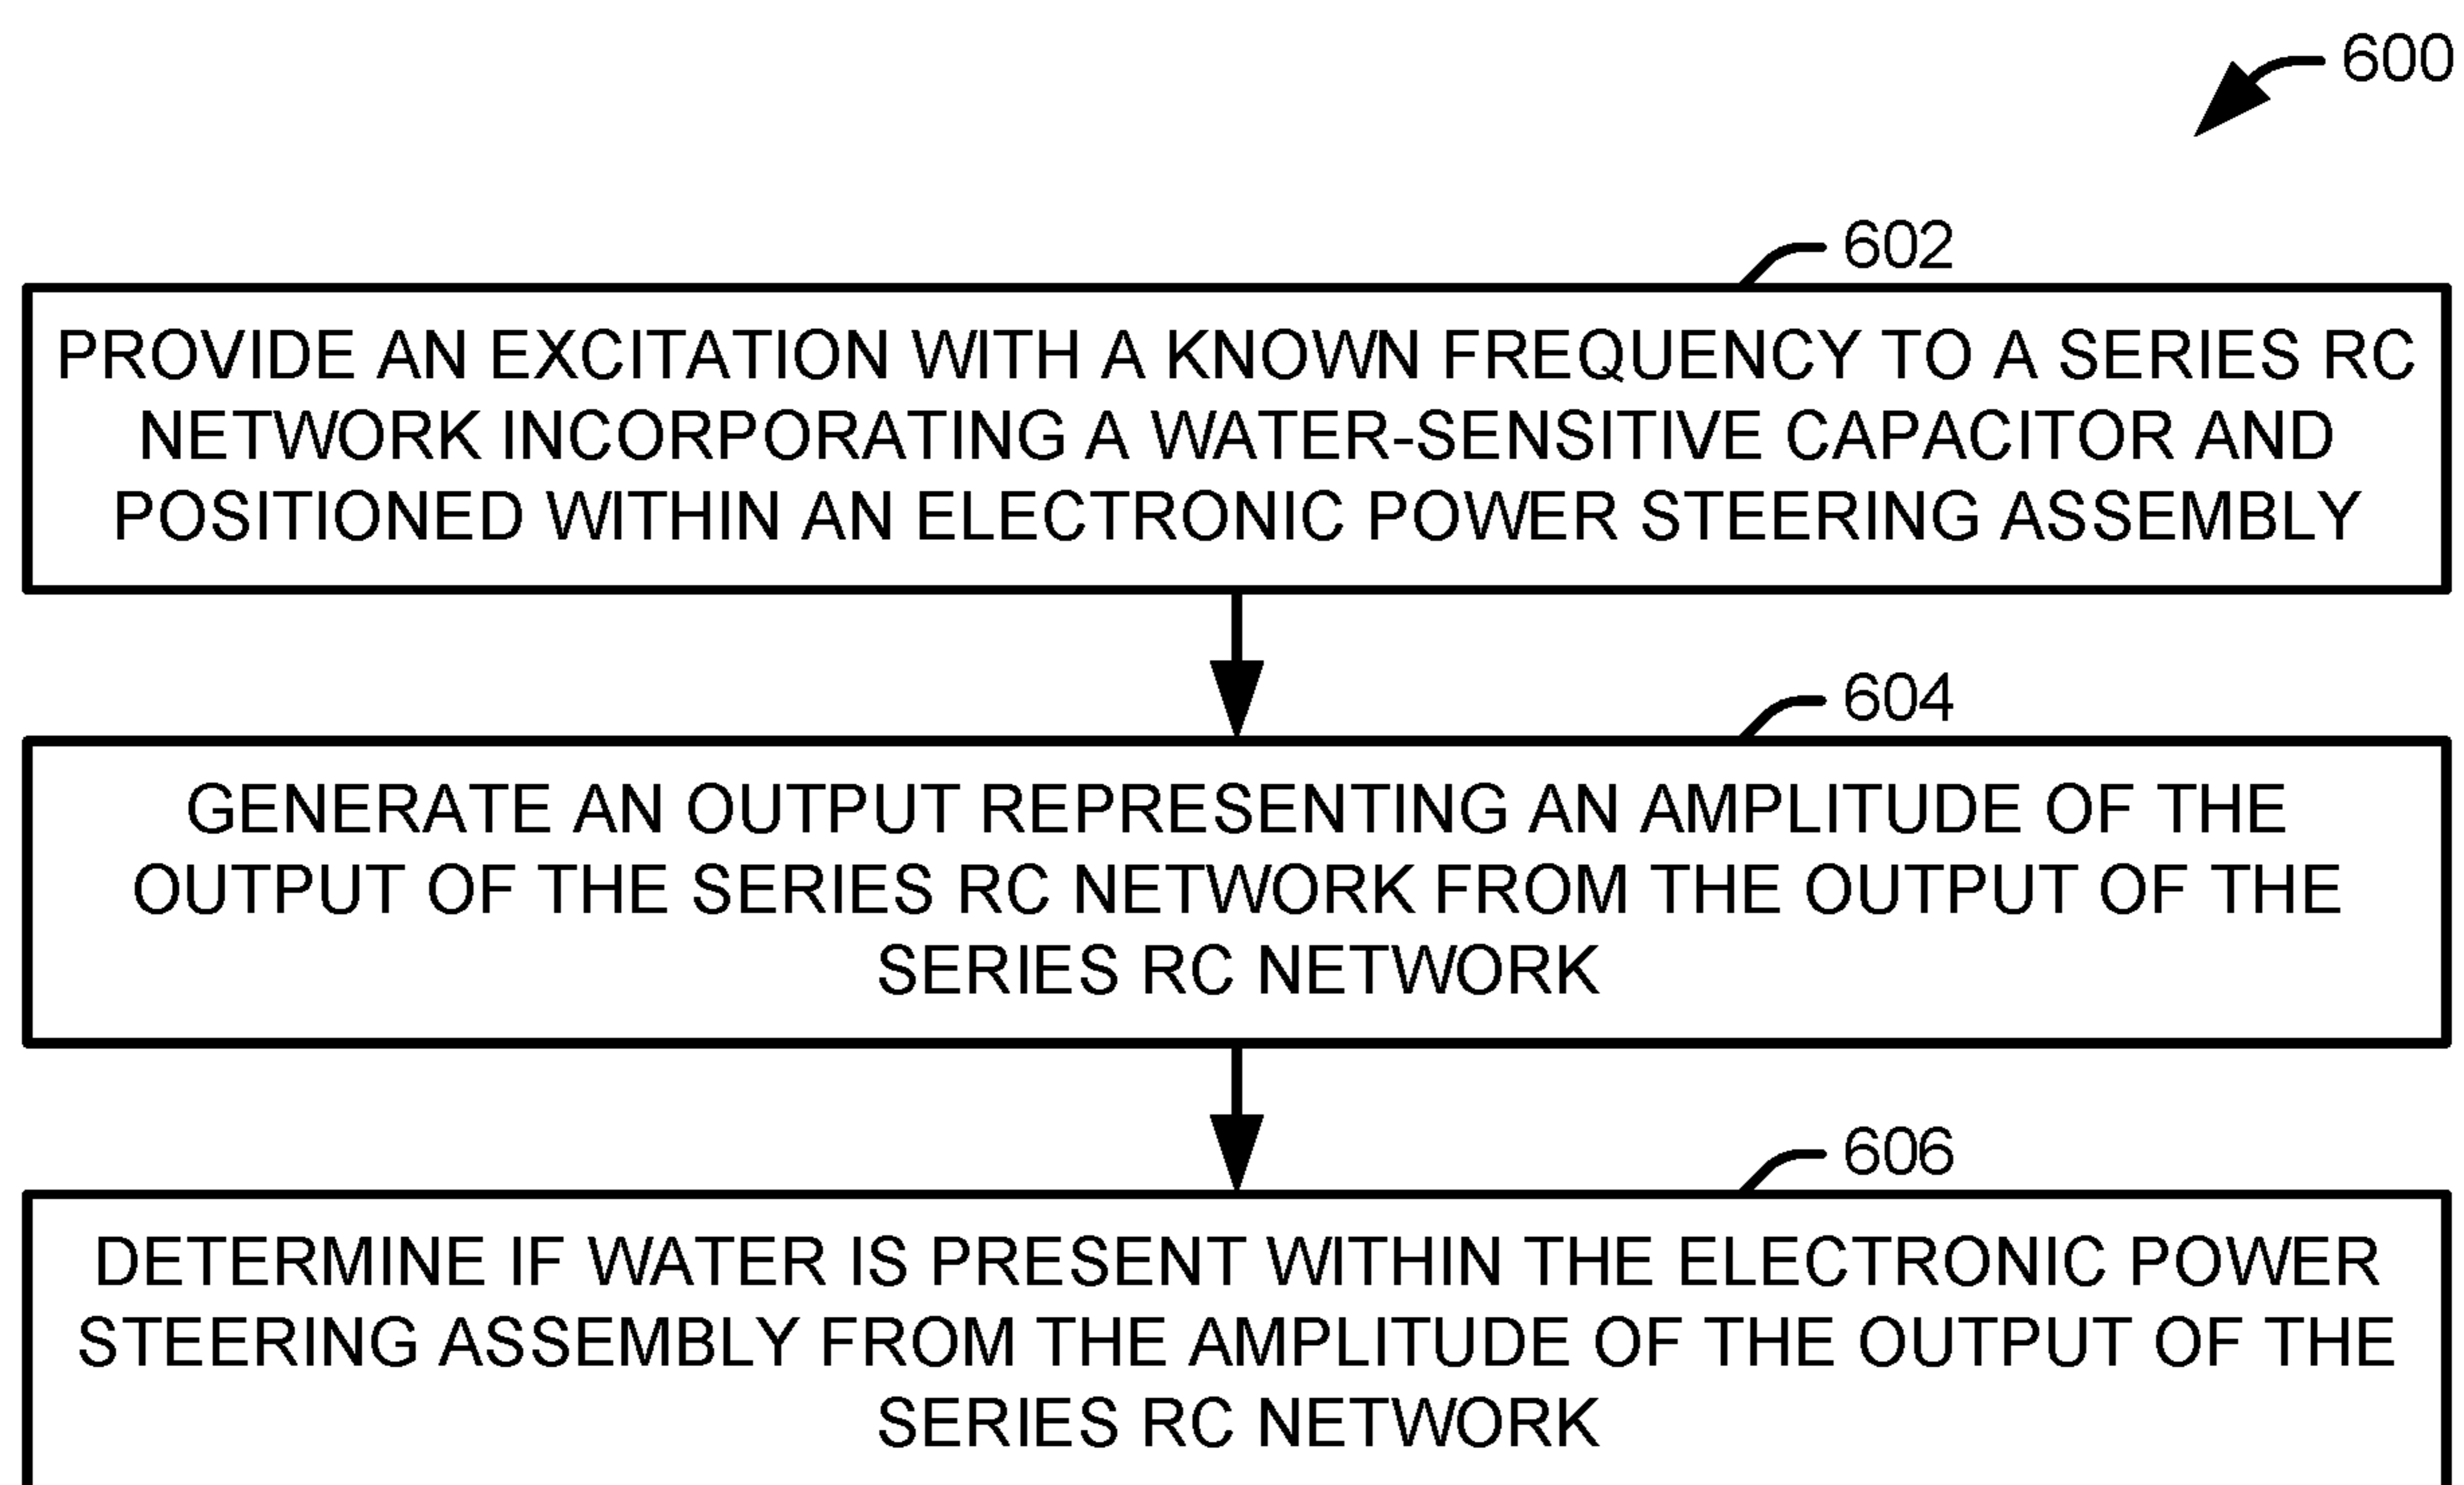 600
602
PROVIDE AN EXCITATION WITH A KNOWN FREQUENCY TO A SERIES RC
NETWORK INCORPORATING A WATER-SENSITIVE CAPACITOR AND
POSITIONED WITHIN AN ELECTRONIC POWER STEERING ASSEMBLY
604
GENERATE AN OUTPUT REPRESENTING AN AMPLITUDE OF THE
OUTPUT OF THE SERIES RC NETWORK FROM THE OUTPUT OF THE
SERIES RC NETWORK
606
DETERMINE IF WATER IS PRESENT WITHIN THE ELECTRONIC POWER
STEERING ASSEMBLY FROM THE AMPLITUDE OF THE OUTPUT OF THE
SERIES RC NETWORK